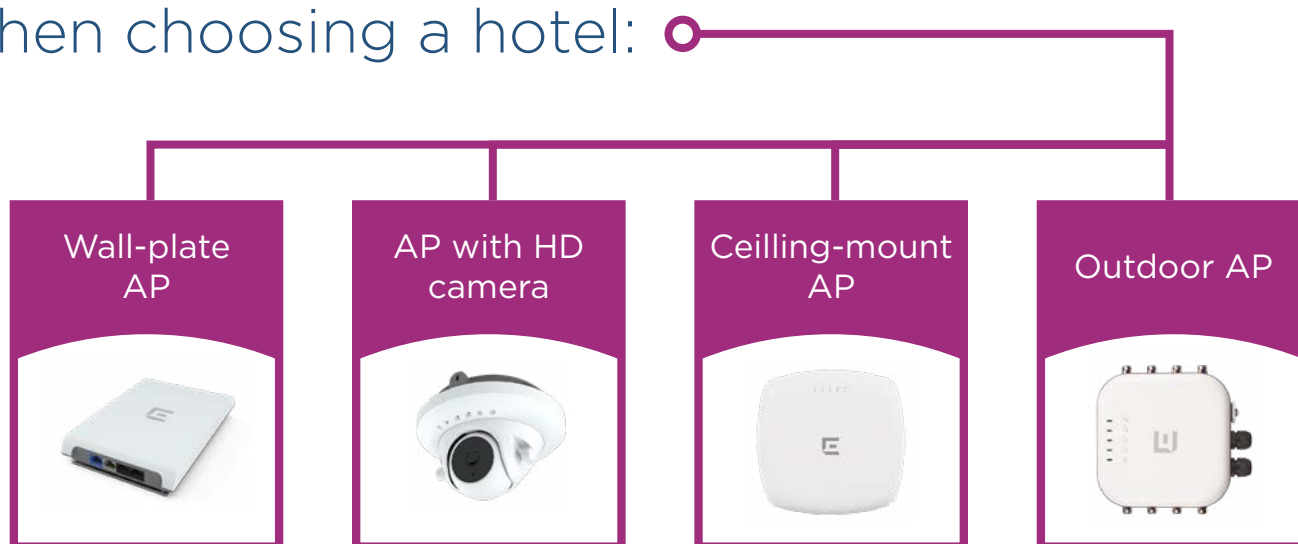 hen choosing a hotel:
Wall-plate
AP
AP with HD
camera
Ceilling-mount
AP
Outdoor AP